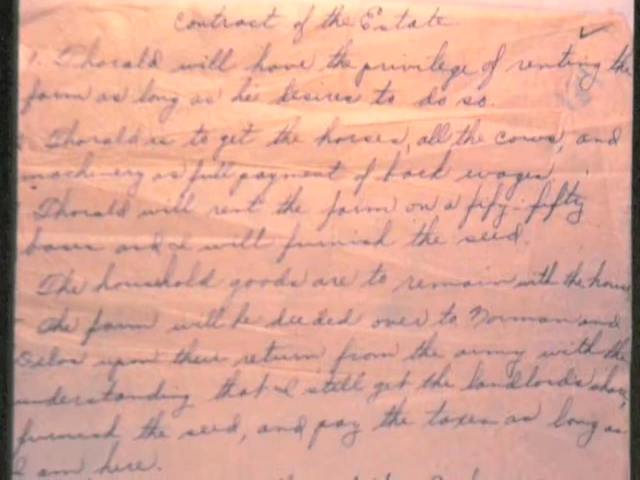 Contract of the Estate
1. Thorald will have the privilege of renting the
farm as long as he desires to do so.
Thorald is to get the horses, all the cows, and
machinery as full payment of back wages.
Thorald will rent the farm on a fify-fifty
basis and I will furnish the seed.
The household goods are to remain with the house
The farm will be deeded over to Norman and
upon their return from the army with the
understanding that I still get the landlord's share,
furnish the seed, and pay the taxes as long as
I am here.